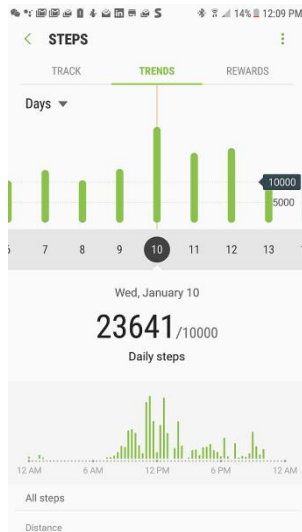 14% 12:09 PM
< STEPS
TRACK TRENDS REWARDS
Days
10000
5000
7 8 9 10 11 12 13
Wed, January 10
23641/10000
Daily steps
12 AM 6 AM 12 PM 6 PM 12 AM
All steps
Distance